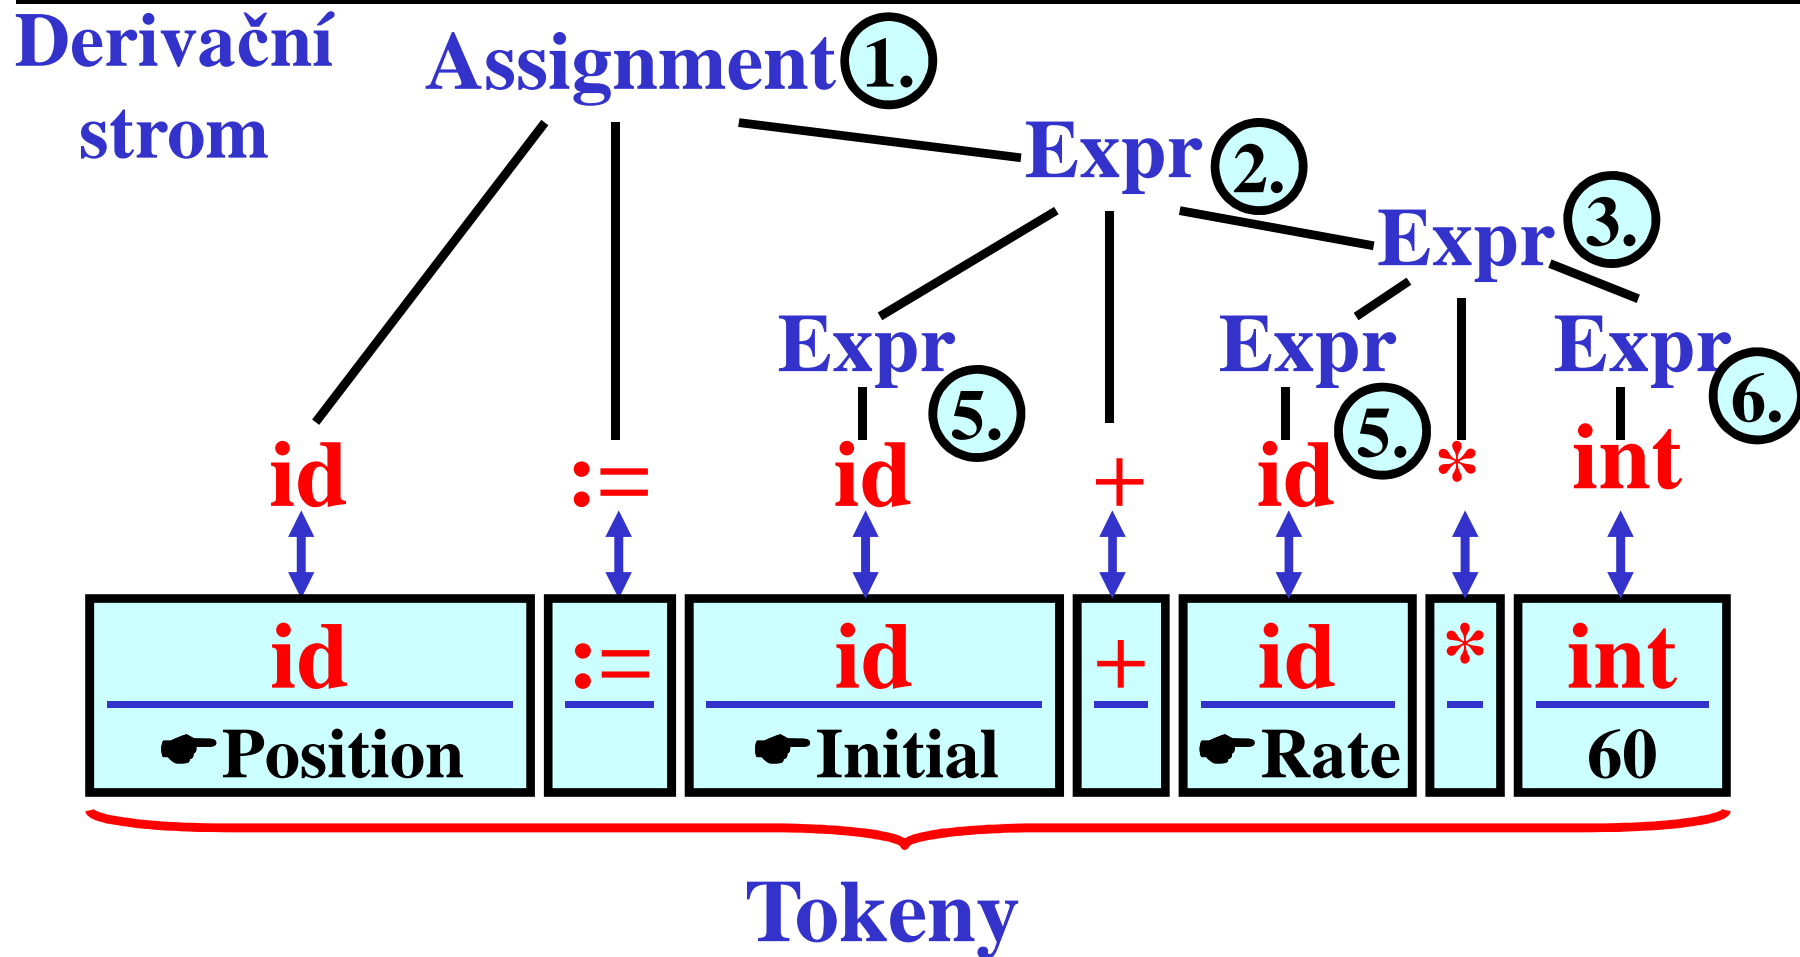 Derivační
strom
Assignment 1.
Expr 2.
Expr 3.
Expr 5. Expr 5. Expr 6.
id := id + id * int
id := id + id * int
☛Position ☛Initial ☛Rate 60
Tokeny